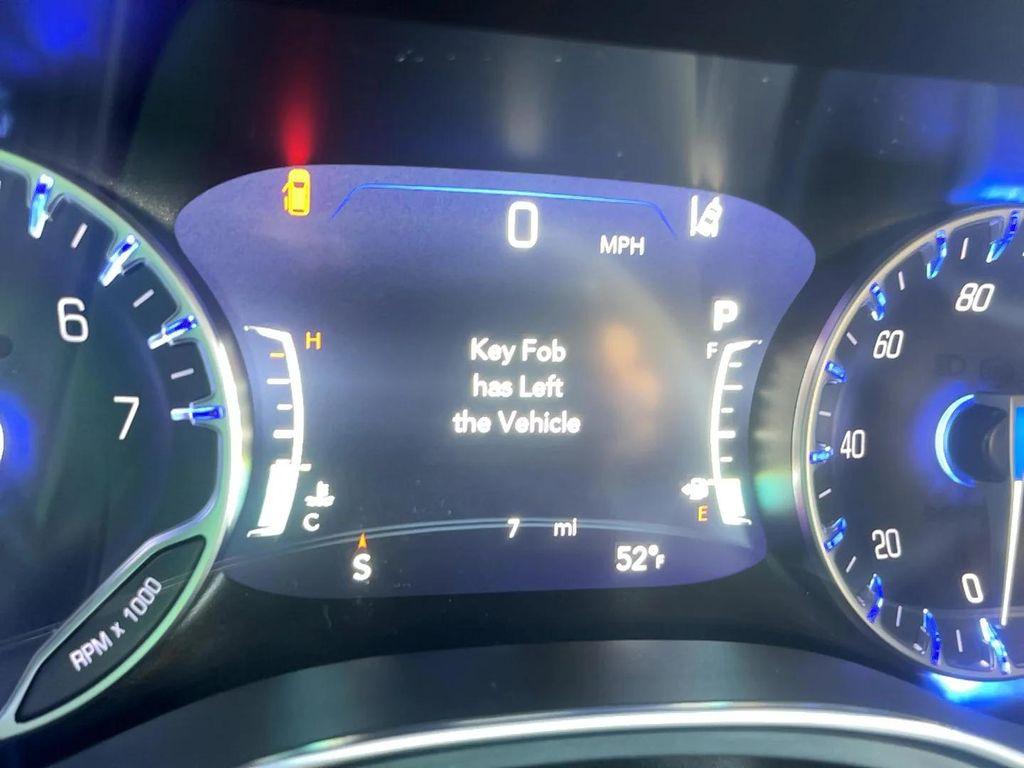 0
MPH
6
7
RPM x 1000
H
C
Key Fob
has Left
the Vehicle
P
F
E
S
7 mi
52°F
80
60
40
20
0